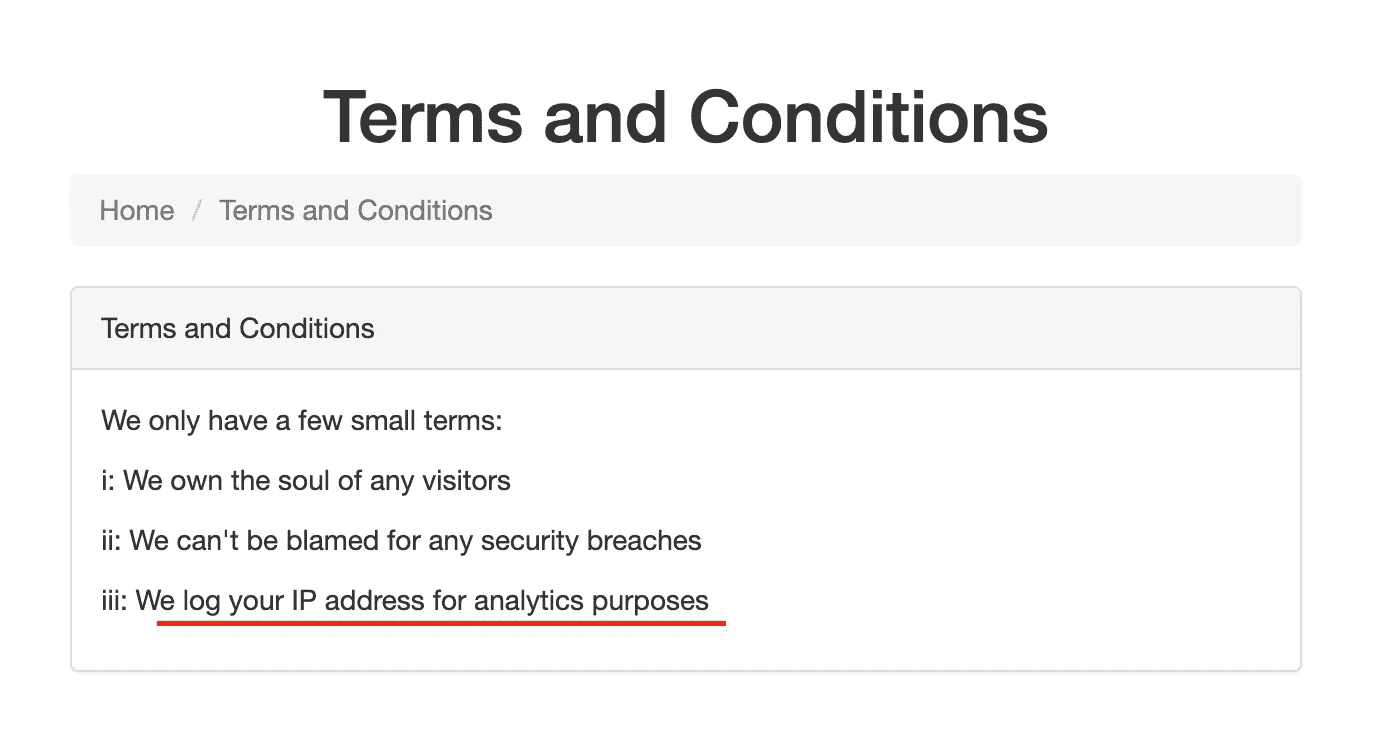 Terms and Conditions
Home / Terms and Conditions
Terms and Conditions
We only have a few small terms:
i: We own the soul of any visitors
ii: We can't be blamed for any security breaches
iii: We log your IP address for analytics purposes